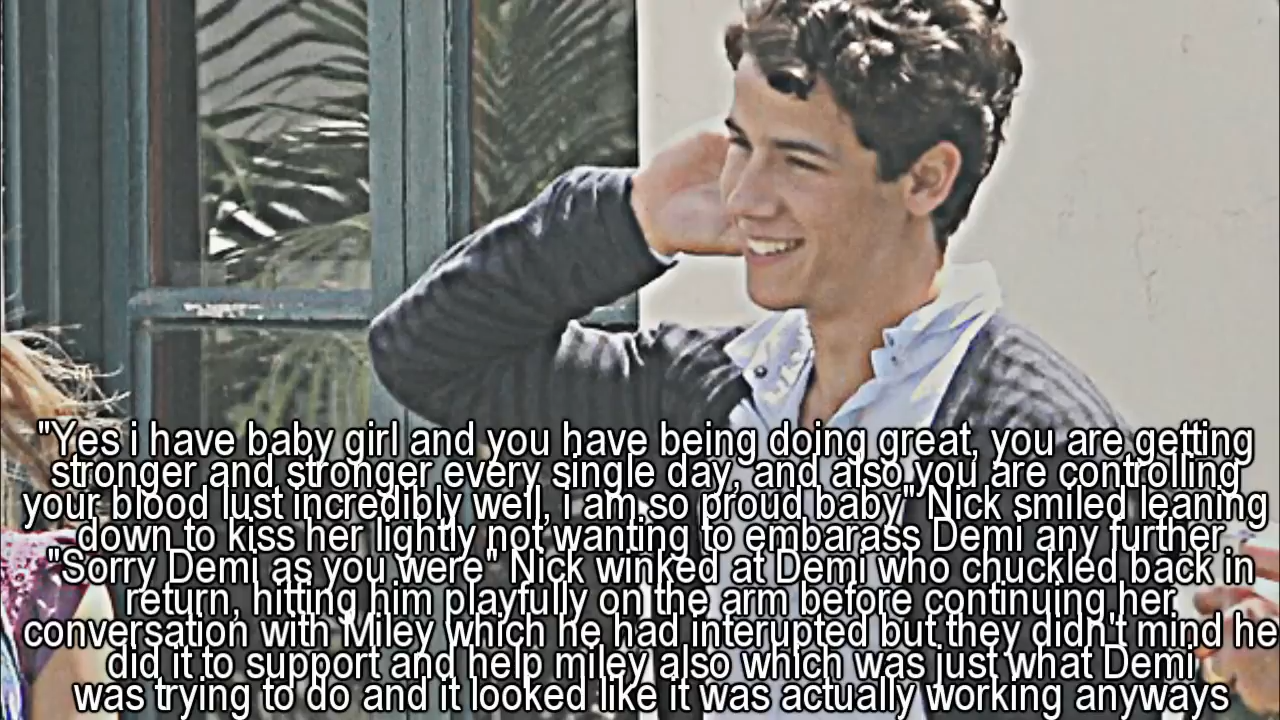 "Yes i have baby girl and you have being doing great, you are getting
stronger and stronger every single day, and also you are controlling
your blood lust incredibly well, i am so proud baby" Nick smiled leaning
down to kiss her lightly not wanting to embarass Demi any further
"Sorry Demi as you were" Nick winked at Demi who chuckled back in
return, hitting him playfully on the arm before continuing her
conversation with Miley which he had interupted but they didn't mind he
did it to support and help miley also which was just what Demi
was trying to do and it looked like it was actually working anyways